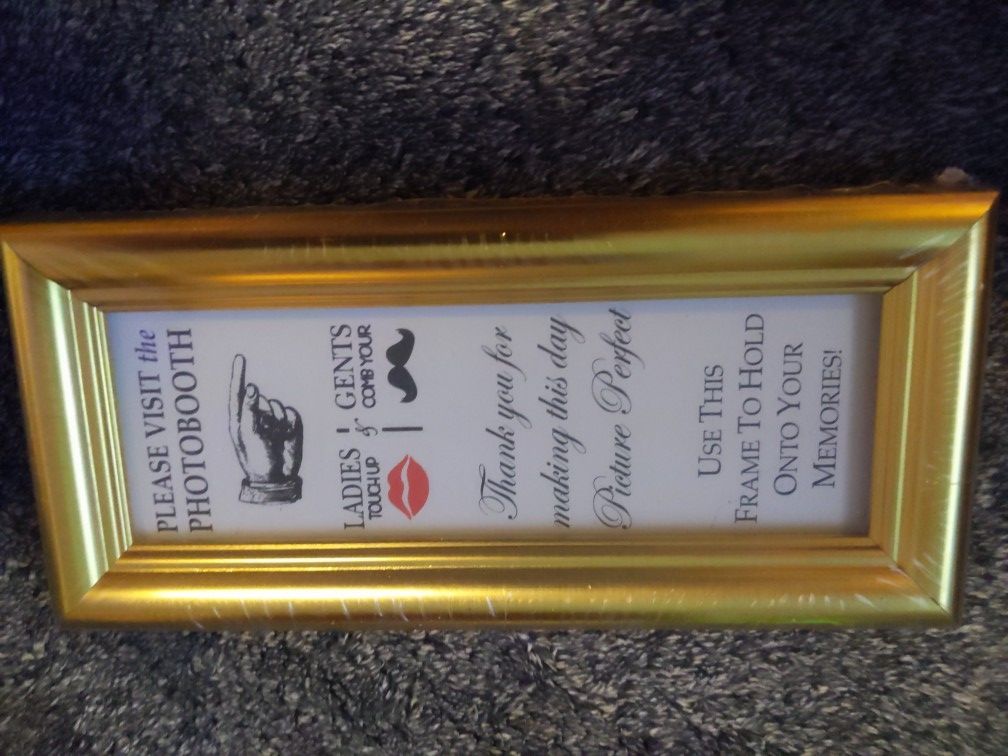 PLEASE VISIT the
PHOTOBOOTH
LADIES & GENTS
TOUCH UP COMB YOUR
Thank you for
making this day
Picture Perfect
USE THIS
FRAME TO HOLD
ONTO YOUR
MEMORIES!